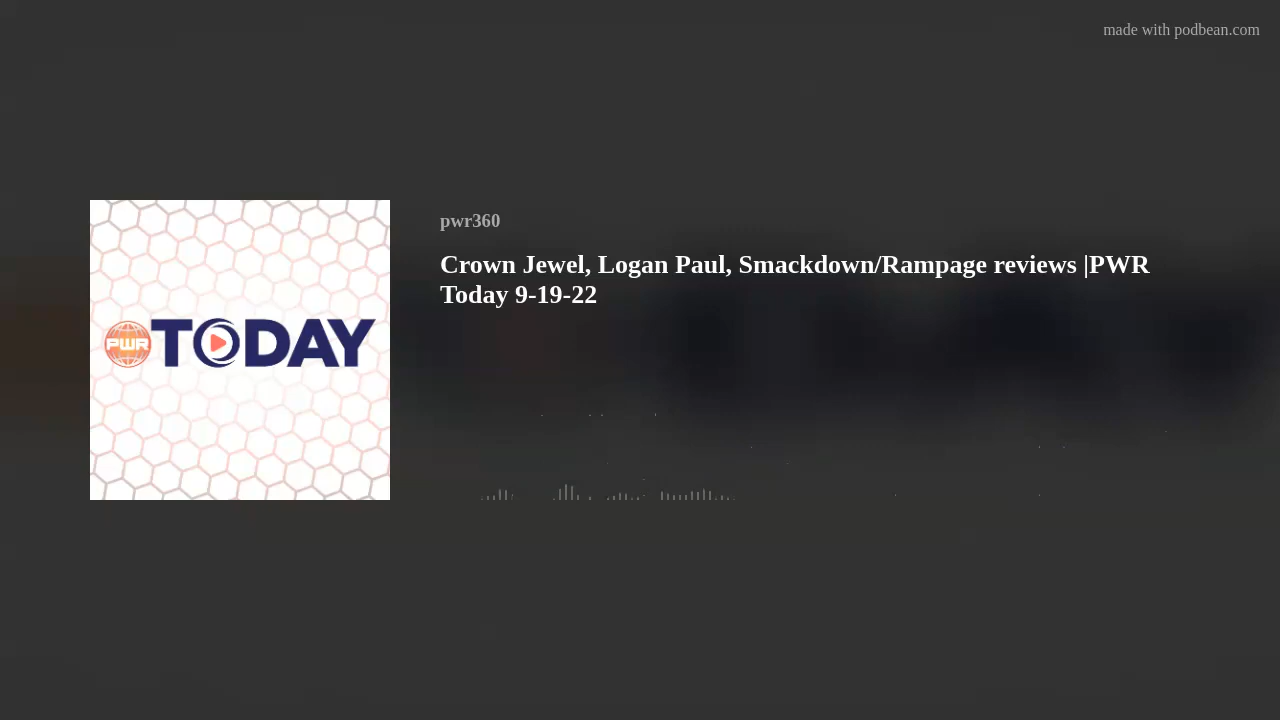 made with podbean.com
pwr360
Crown Jewel, Logan Paul, Smackdown/Rampage reviews |PWR
Today 9-19-22
PWR TODAY